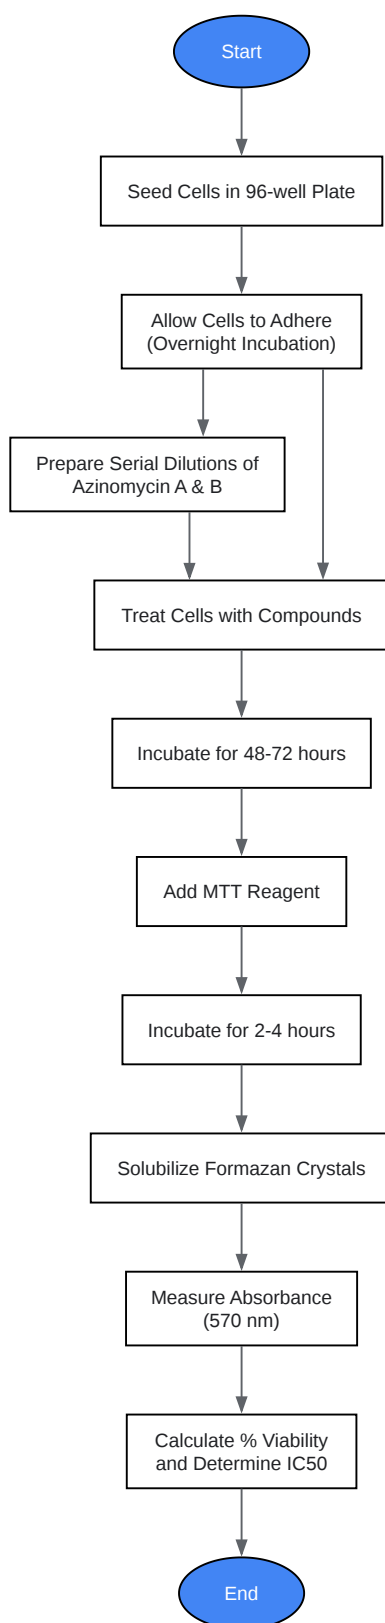 Start
Seed Cells in 96-well Plate
Allow Cells to Adhere
(Overnight Incubation)
Prepare Serial Dilutions of
Azinomycin A & B
Treat Cells with Compounds
Incubate for 48-72 hours
Add MTT Reagent
Incubate for 2-4 hours
Solubilize Formazan Crystals
Measure Absorbance
(570 nm)
Calculate % Viability
and Determine IC50
End